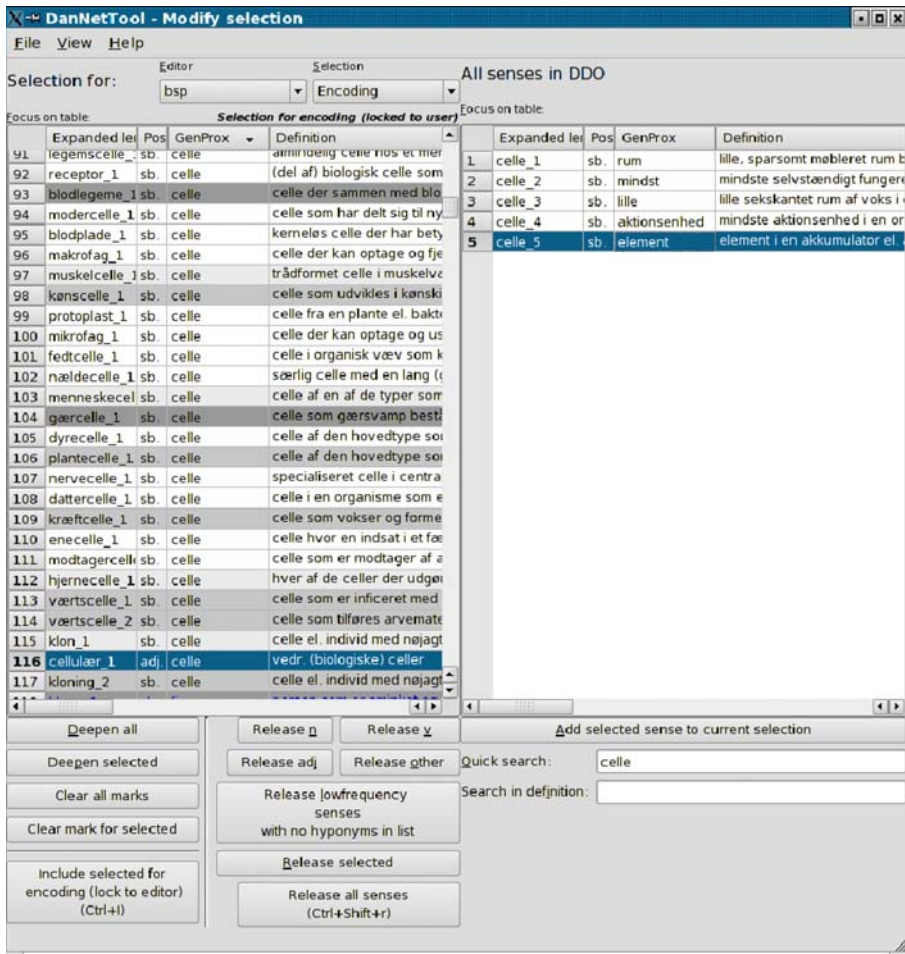 DanNetTool - Modify selection
File View Help
Selection for:
Editor
bsp
Selection
Encoding
Focus on table:
Selection for encoding (locked to user)
Expanded ler Pos GenProx Definition
91 legemscelle_ sb. celle almindelig celle hos et mer
92 receptor_1 sb. celle (del af) biologisk celle som
93 blodlegeme_1 sb. celle celle der sammen med blo
94 modercelle_1 sb. celle celle som har delt sig til ny
95 blodplade_1 sb. celle kerneløs celle der har bety
96 makrofag_1 sb. celle celle der kan optage og fje
97 muskelcelle_1 sb. celle trådformet celle i muskelvæ
98 kønscelle_1 sb. celle celle som udvikles i kønski
99 protoplast_1 sb. celle celle fra en plante el. bakte
100 mikrofag_1 sb. celle celle der kan optage og us
101 fedtcelle_1 sb. celle celle i organisk væv som k
102 nældecelle_1 sb. celle særlig celle med en lang (g
103 menneskecel sb. celle celle af en af de typer som
104 gærcelle_1 sb. celle celle som gærsvamp bestå
105 dyrecelle_1 sb. celle celle af den hovedtype sor
106 plantecelle_1 sb. celle celle af den hovedtype sor
107 nervecelle_1 sb. celle specialiseret celle i centra
108 dattercelle_1 sb. celle celle i en organisme som e
109 kræftcelle_1 sb. celle celle som vokser og forme
110 enecelle_1 sb. celle celle hvor en indsat i et fæ
111 modtagercelle sb. celle celle som er modtager af a
112 hjernecelle_1 sb. celle hver af de celler der udgør
113 værtscelle_1 sb. celle celle som er inficeret med
114 værtscelle_2 sb. celle celle som tilføres arvemate
115 klon_1 sb. celle celle el. individ med nøjagt
116 cellulær_1 adj. celle vedr. (biologiske) celler
117 kloning_2 sb. celle celle el. individ med nøjagt
Deepen all
Deepen selected
Clear all marks
Clear mark for selected
Include selected for
encoding (lock to editor)
(Ctrl+I)
Release n
Release v
Release adj
Release other
Release lowfrequency
senses
with no hyponyms in list
Release selected
Release all senses
(Ctrl+Shift+r)
All senses in DDO
Focus on table:
Expanded ler Pos GenProx Definition
1 celle_1 sb. rum lille, sparsomt møbleret rum b
2 celle_2 sb. mindst mindste selvstændigt fungere
3 celle_3 sb. lille lille sekskantet rum af voks i
4 celle_4 sb. aktionsenhed mindste aktionsenhed i en or
5 celle_5 sb. element element i en akkumulator el.
Add selected sense to current selection
Quick search: celle
Search in definition: